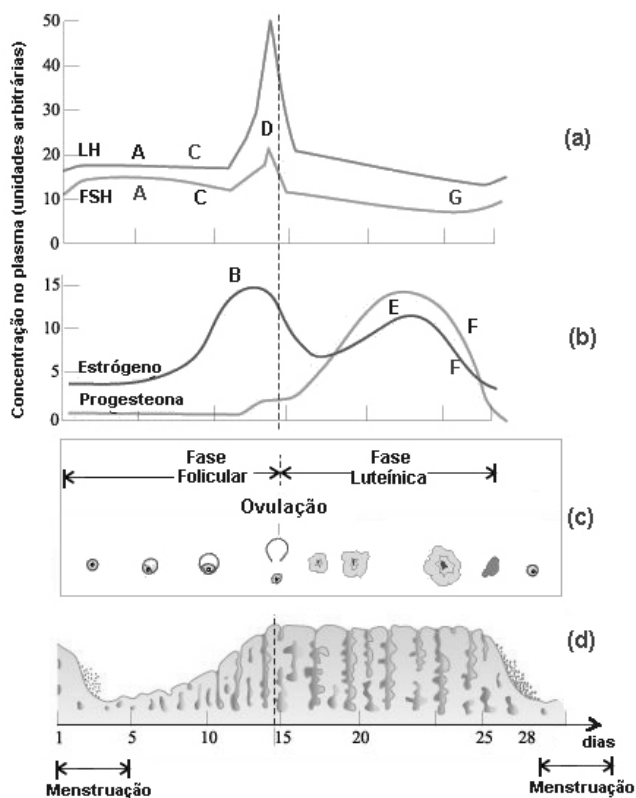 Concentração no plasma (unidades arbitrárias)
50
40
30
20
10
0
LH
A
C
D
FSH
A
C
G
(a)
15
10
5
0
B
E
F
F
Estrógeno
Progesteona
(b)
Fase
Folicular
Fase
Luteínica
Ovulação
(c)
(d)
1
5
10
15
20
25
28
dias
Menstruação
Menstruação